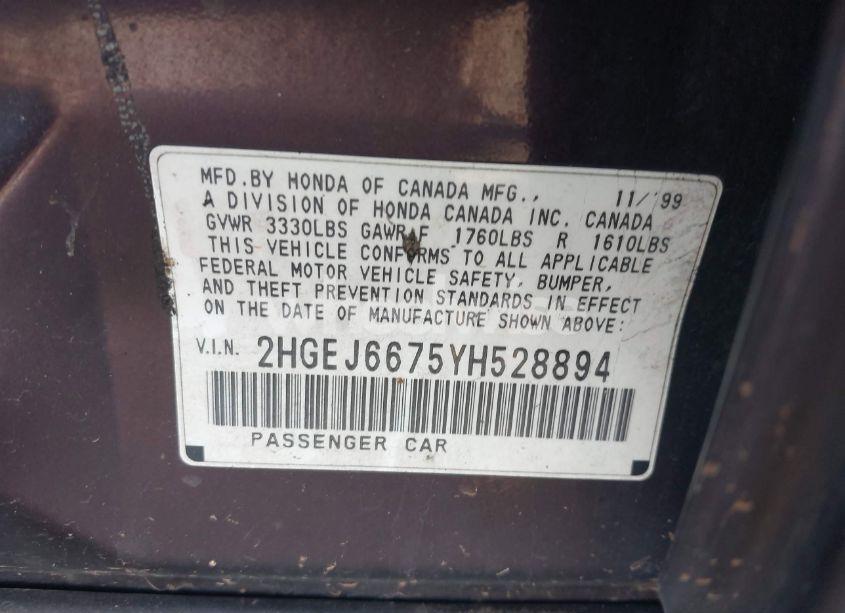 MFD.BY HONDA OF CANADA MFG., 11/'99
A DIVISION OF HONDA CANADA INC. CANADA
GVWR 3330LBS GAWR F 1760LBS R 1610LBS
THIS VEHICLE CONFORMS TO ALL APPLICABLE
FEDERAL MOTOR VEHICLE SAFETY, BUMPER,
AND THEFT PREVENTION STANDARDS IN EFFECT
ON THE DATE OF MANUFACTURE SHOWN ABOVE:
V.I.N. 2HGEJ6675YH528894
PASSENGER CAR